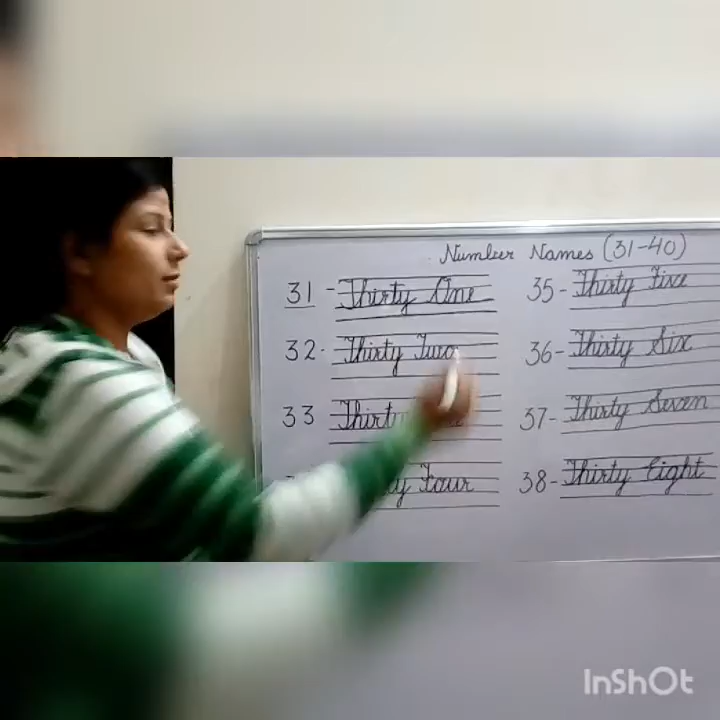 Number Names (31-40)
31 - Thirty One
32 - Thirty Two
33 Thirty
Four
35 - Thirty Five
36 - Thirty Six
37 - Thirty Seven
38 - Thirty Eight
InShOt